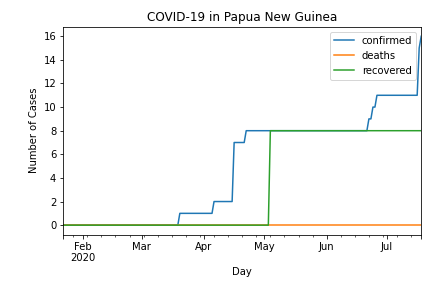 COVID-19 in Papua New Guinea
confirmed
deaths
recovered
Number of Cases
16
14
12
10
8
6
4
2
0
Feb
2020
Mar
Apr
May
Jun
Jul
Day